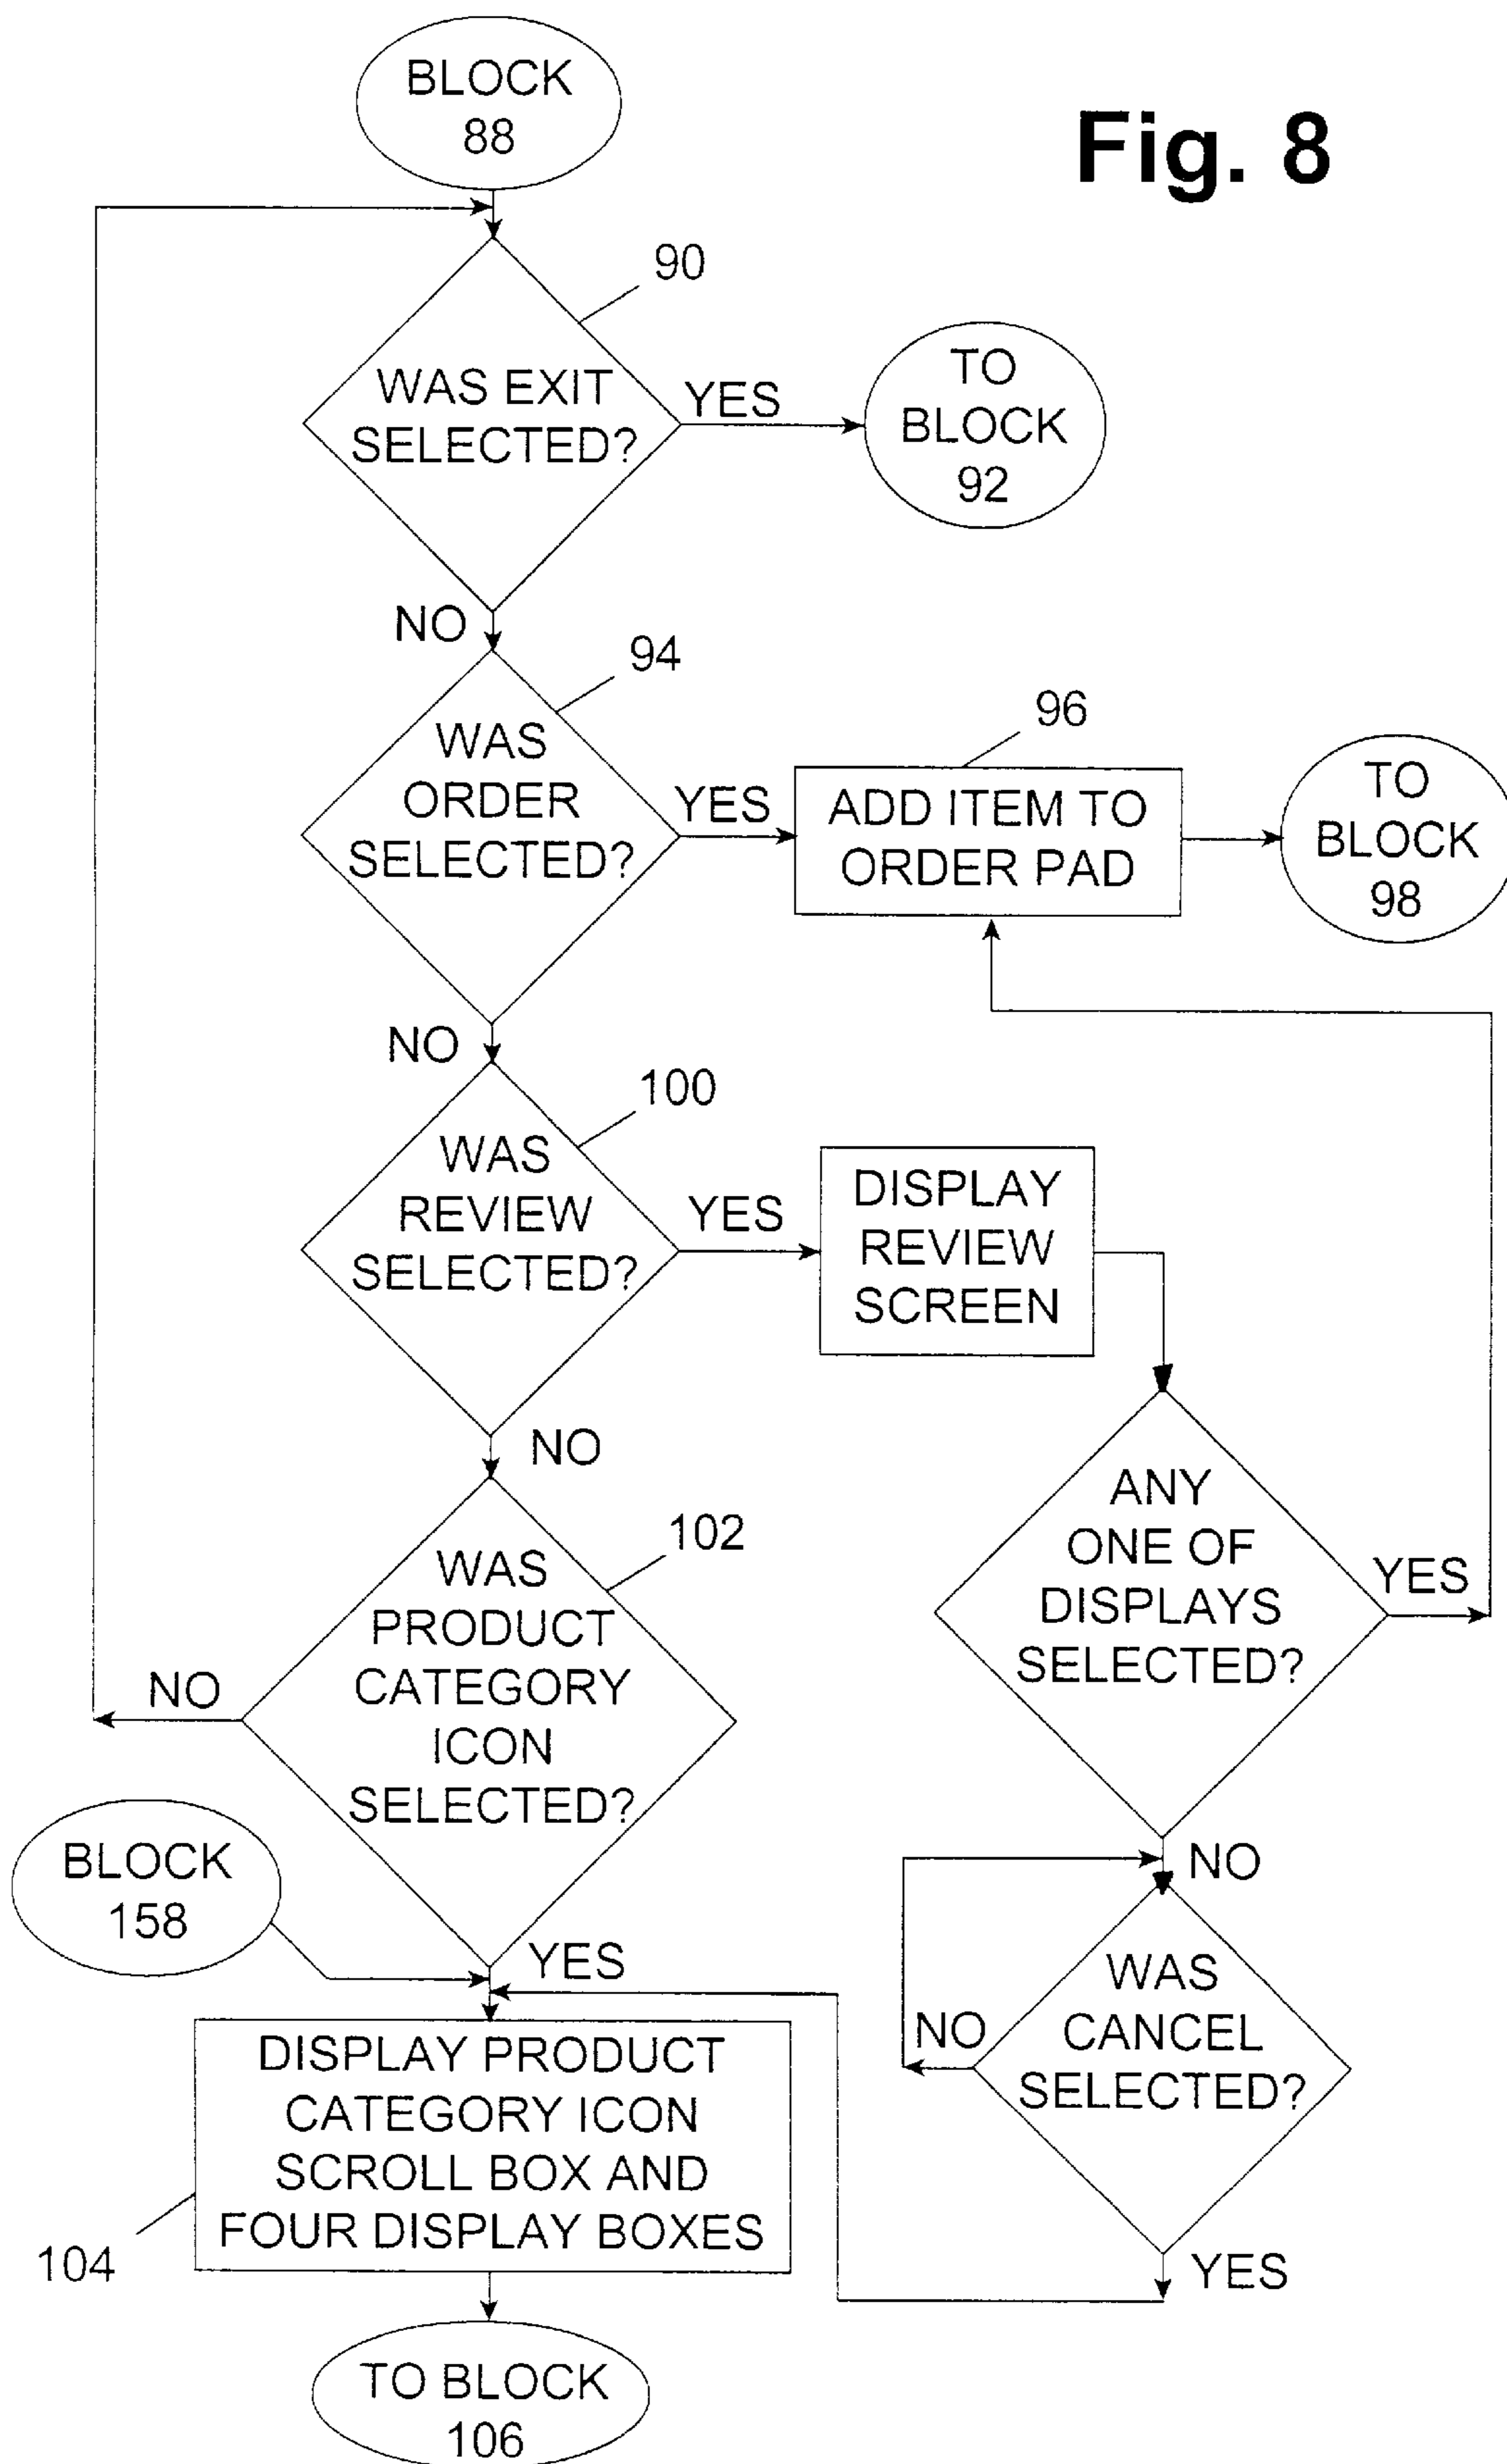 BLOCK
88
Fig. 8
90
WAS EXIT
SELECTED?
YES
TO
BLOCK
92
NO
94
WAS
ORDER
SELECTED?
YES
96
ADD ITEM TO
ORDER PAD
TO
BLOCK
98
NO
100
WAS
REVIEW
SELECTED?
YES
DISPLAY
REVIEW
SCREEN
NO
ANY
ONE OF
DISPLAYS
SELECTED?
YES
102
WAS
PRODUCT
CATEGORY
ICON
SELECTED?
NO
BLOCK
158
YES
NO
WAS
CANCEL
SELECTED?
NO
YES
DISPLAY PRODUCT
CATEGORY ICON
SCROLL BOX AND
FOUR DISPLAY BOXES
104
TO BLOCK
106